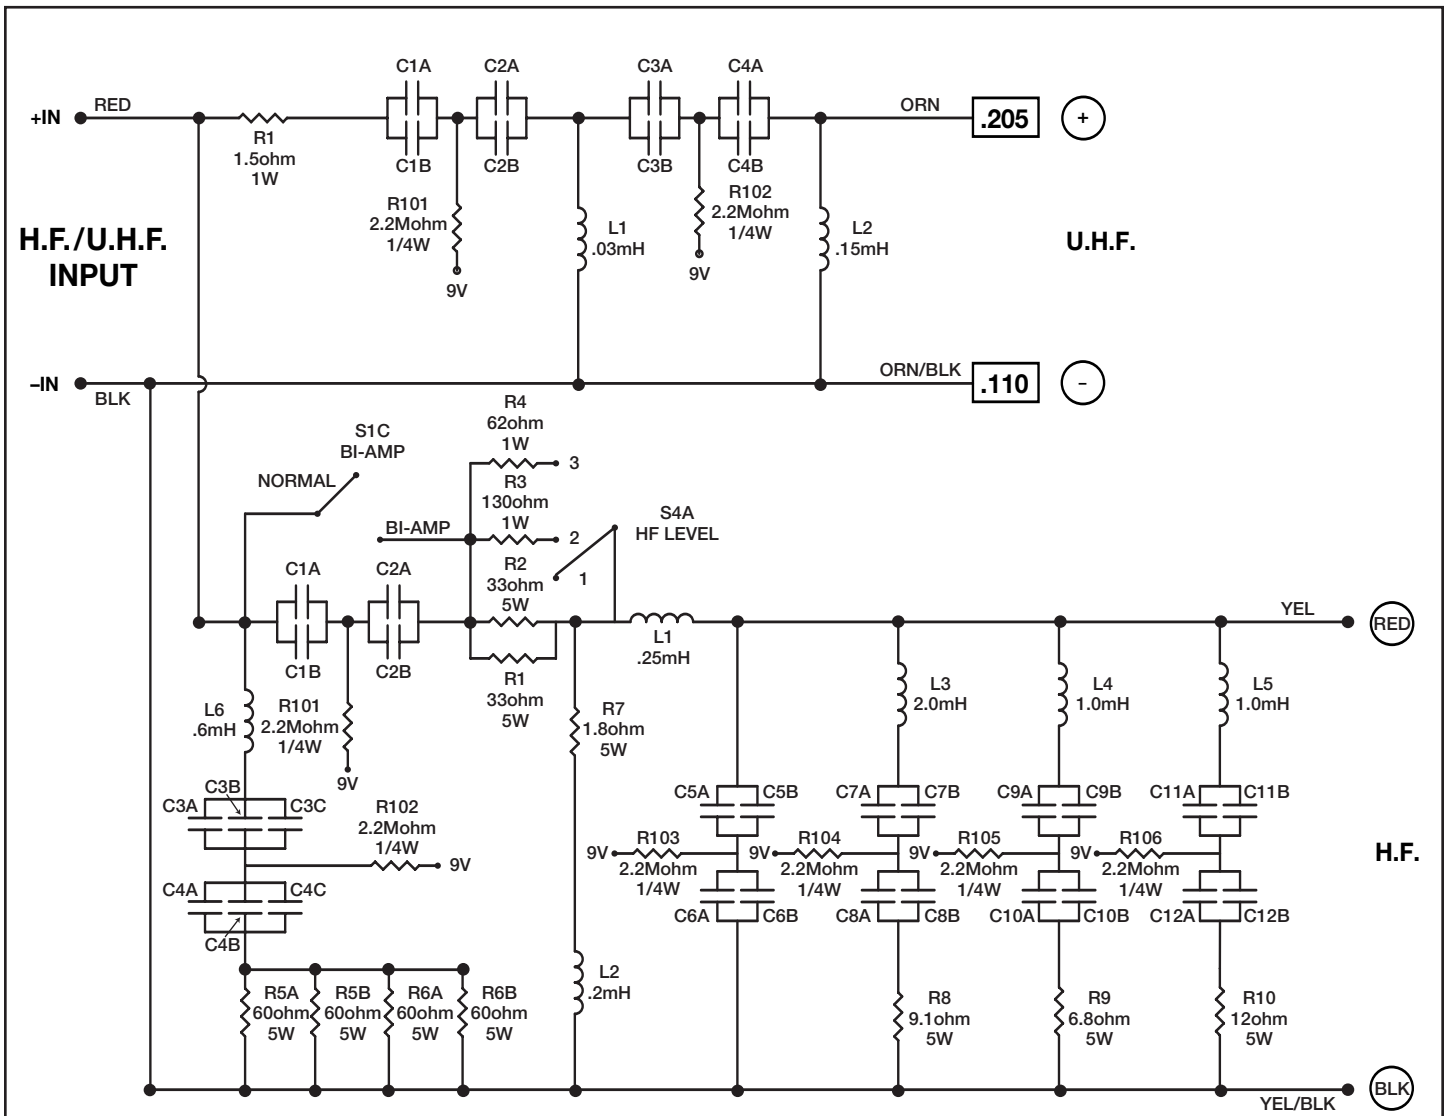 C1A
C2A
C3A
C4A
+IN
RED
ORN
.205
+
R1
1.5ohm
1W
C1B
C2B
C3B
C4B
R101
2.2Mohm
1/4W
9V
L1
.03mH
R102
2.2Mohm
1/4W
9V
L2
.15mH
H.F./U.H.F.
INPUT
U.H.F.
–IN
BLK
ORN/BLK
.110
-
S1C
BI-AMP
NORMAL
R4
62ohm
1W
3
R3
130ohm
1W
2
BI-AMP
S4A
HF LEVEL
1
R2
33ohm
5W
C1A
C2A
C1B
C2B
R1
33ohm
5W
L1
.25mH
YEL
RED
L6
.6mH
R101
2.2Mohm
1/4W
9V
R7
1.8ohm
5W
L3
2.0mH
L4
1.0mH
L5
1.0mH
C3B
C3A
C3C
R102
2.2Mohm
1/4W
9V
C4A
C4C
C4B
C5A
C5B
C7A
C7B
C9A
C9B
C11A
C11B
9V
R103
2.2Mohm
1/4W
9V
R104
2.2Mohm
1/4W
9V
R105
2.2Mohm
1/4W
9V
R106
2.2Mohm
1/4W
H.F.
C6A
C6B
C8A
C8B
C10A
C10B
C12A
C12B
R5A
60ohm
5W
R5B
60ohm
5W
R6A
60ohm
5W
R6B
60ohm
5W
L2
.2mH
R8
9.1ohm
5W
R9
6.8ohm
5W
R10
12ohm
5W
YEL/BLK
BLK